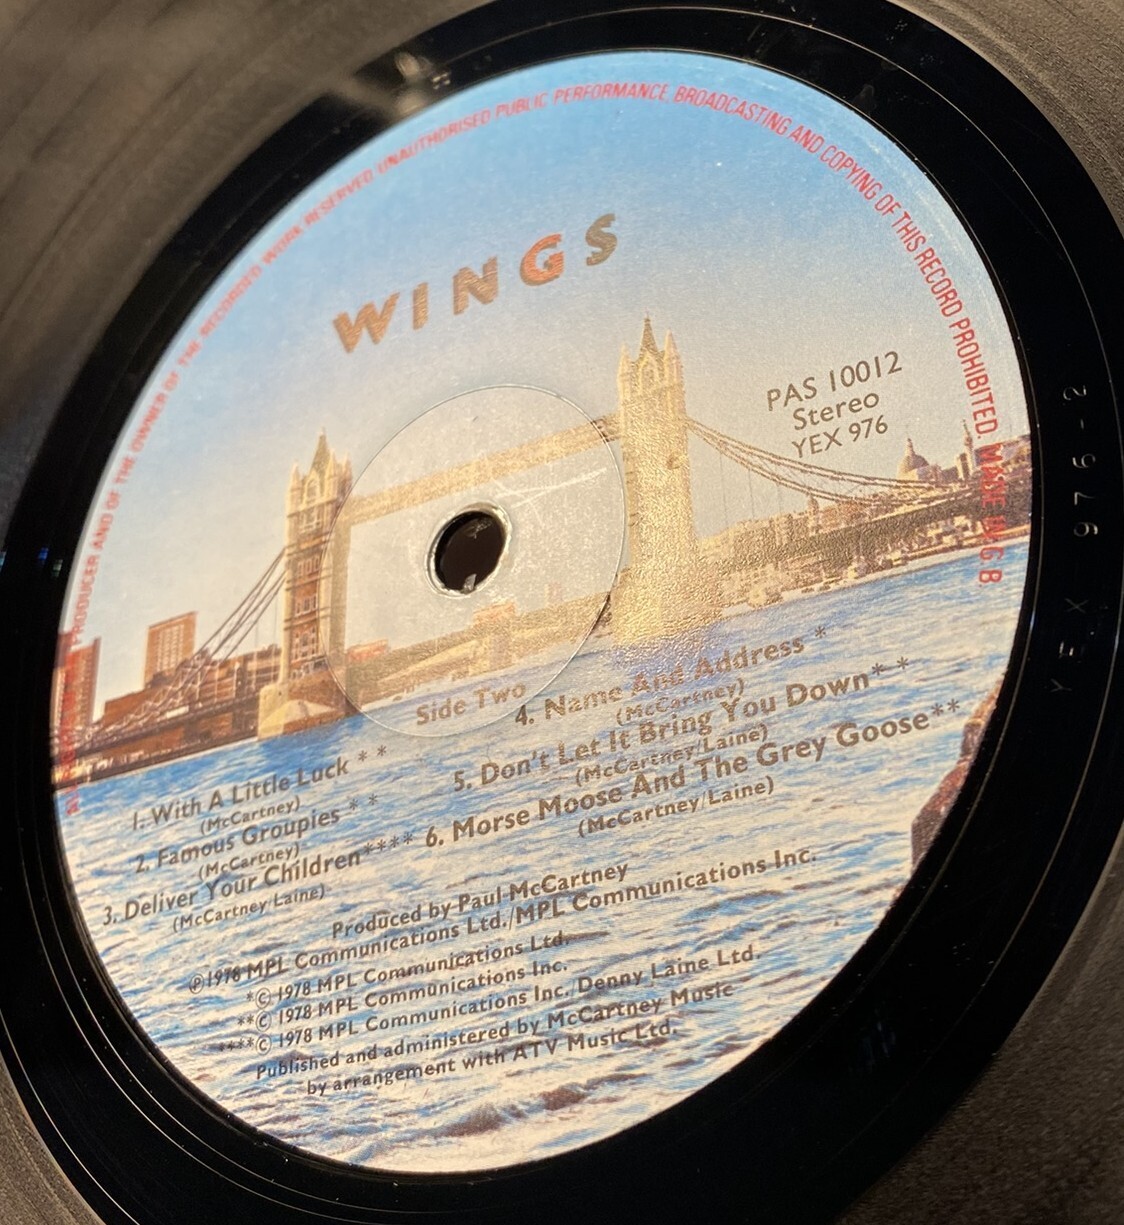 PRODUCER AND OF THE OWNER OF THE RECORDED WORK RESERVED UNAUTHORISED PUBLIC PERFORMANCE, BROADCASTING AND COPYING OF THIS RECORD PROHIBITED. MADE IN G.B.
WINGS
PAS 10012
Stereo
YEX 976
YEX 976-2
Side Two
1. With A Little Luck **
(McCartney)
2. Famous Groupies **
(McCartney)
3. Deliver Your Children****
(McCartney/Laine)
4. Name And Address *
(McCartney)
5. Don't Let It Bring You Down**
(McCartney/Laine)
6. Morse Moose And The Grey Goose**
(McCartney/Laine)
Produced by Paul McCartney
℗1978 MPL Communications Ltd./MPL Communications Inc.
*© 1978 MPL Communications Ltd.
**© 1978 MPL Communications Inc.
****© 1978 MPL Communications Inc./Denny Laine Ltd.
Published and administered by McCartney Music
by arrangement with ATV Music Ltd.